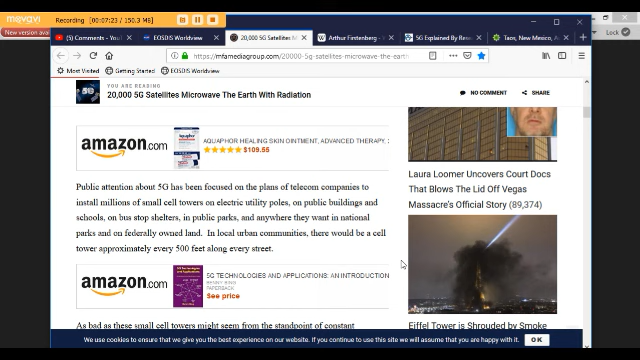 movavi
Recording | 00:07:23 / 150.3 MB
New version avai
Lock
(5) Comments - YouTube
EOSDIS Worldview
20,000 5G Satellites M
Arthur Firstenberg - W
5G Explained By Rese
Taos, New Mexico, A
https://mfamediagroup.com/20000-5g-satellites-microwave-the-earth
Most Visited
Getting Started
EOSDIS Worldview
5G
YOU ARE READING
20,000 5G Satellites Microwave The Earth With Radiation
NO COMMENT
SHARE
amazon.com
AQUAPHOR HEALING SKIN OINTMENT, ADVANCED THERAPY,
$109.55
Public attention about 5G has been focused on the plans of telecom companies to
install millions of small cell towers on electric utility poles, on public buildings and
schools, on bus stop shelters, in public parks, and anywhere they want in national
parks and on federally owned land. In local urban communities, there would be a cell
tower approximately every 500 feet along every street.
amazon.com
5G TECHNOLOGIES AND APPLICATIONS: AN INTRODUCTION
BENNY BING
PAPERBACK
See price
As bad as these small cell towers might seem from the standpoint of constant
Laura Loomer Uncovers Court Docs
That Blows The Lid Off Vegas
Massacre's Official Story (89,374)
Eiffel Tower is Shrouded by Smoke
We use cookies to ensure that we give you the best experience on our website. If you continue to use this site we will assume that you are happy with it.
OK